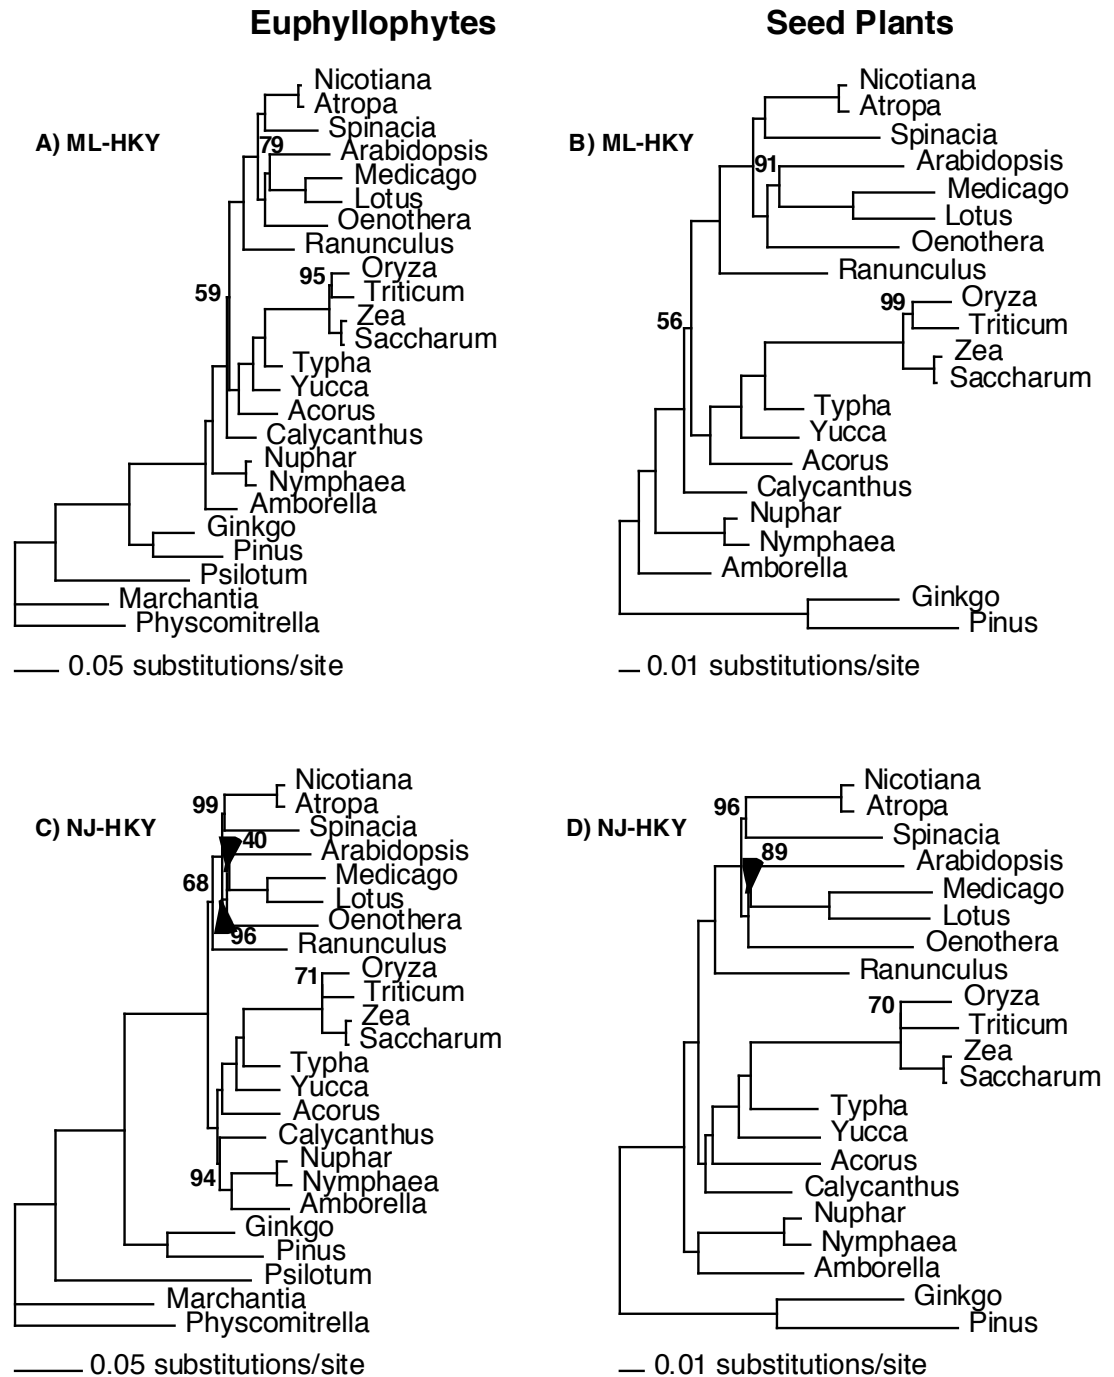 Euphyllophytes
Seed Plants
A) ML-HKY
Nicotiana
Atropa
Spinacia
79
Arabidopsis
Medicago
Lotus
Oenothera
Ranunculus
95
Oryza
59
Triticum
Zea
Saccharum
Typha
Yucca
Acorus
Calycanthus
Nuphar
Nymphaea
Amborella
Ginkgo
Pinus
Psilotum
Marchantia
Physcomitrella
0.05 substitutions/site
B) ML-HKY
Nicotiana
Atropa
Spinacia
91
Arabidopsis
Medicago
Lotus
Oenothera
Ranunculus
99
Oryza
56
Triticum
Zea
Saccharum
Typha
Yucca
Acorus
Calycanthus
Nuphar
Nymphaea
Amborella
Ginkgo
Pinus
0.01 substitutions/site
C) NJ-HKY
Nicotiana
99
Atropa
Spinacia
40
Arabidopsis
68
Medicago
Lotus
Oenothera
96
Ranunculus
71
Oryza
Triticum
Zea
Saccharum
Typha
Yucca
Acorus
Calycanthus
Nuphar
94
Nymphaea
Amborella
Ginkgo
Pinus
Psilotum
Marchantia
Physcomitrella
0.05 substitutions/site
D) NJ-HKY
Nicotiana
96
Atropa
Spinacia
89
Arabidopsis
Medicago
Lotus
Oenothera
Ranunculus
70
Oryza
Triticum
Zea
Saccharum
Typha
Yucca
Acorus
Calycanthus
Nuphar
Nymphaea
Amborella
Ginkgo
Pinus
0.01 substitutions/site